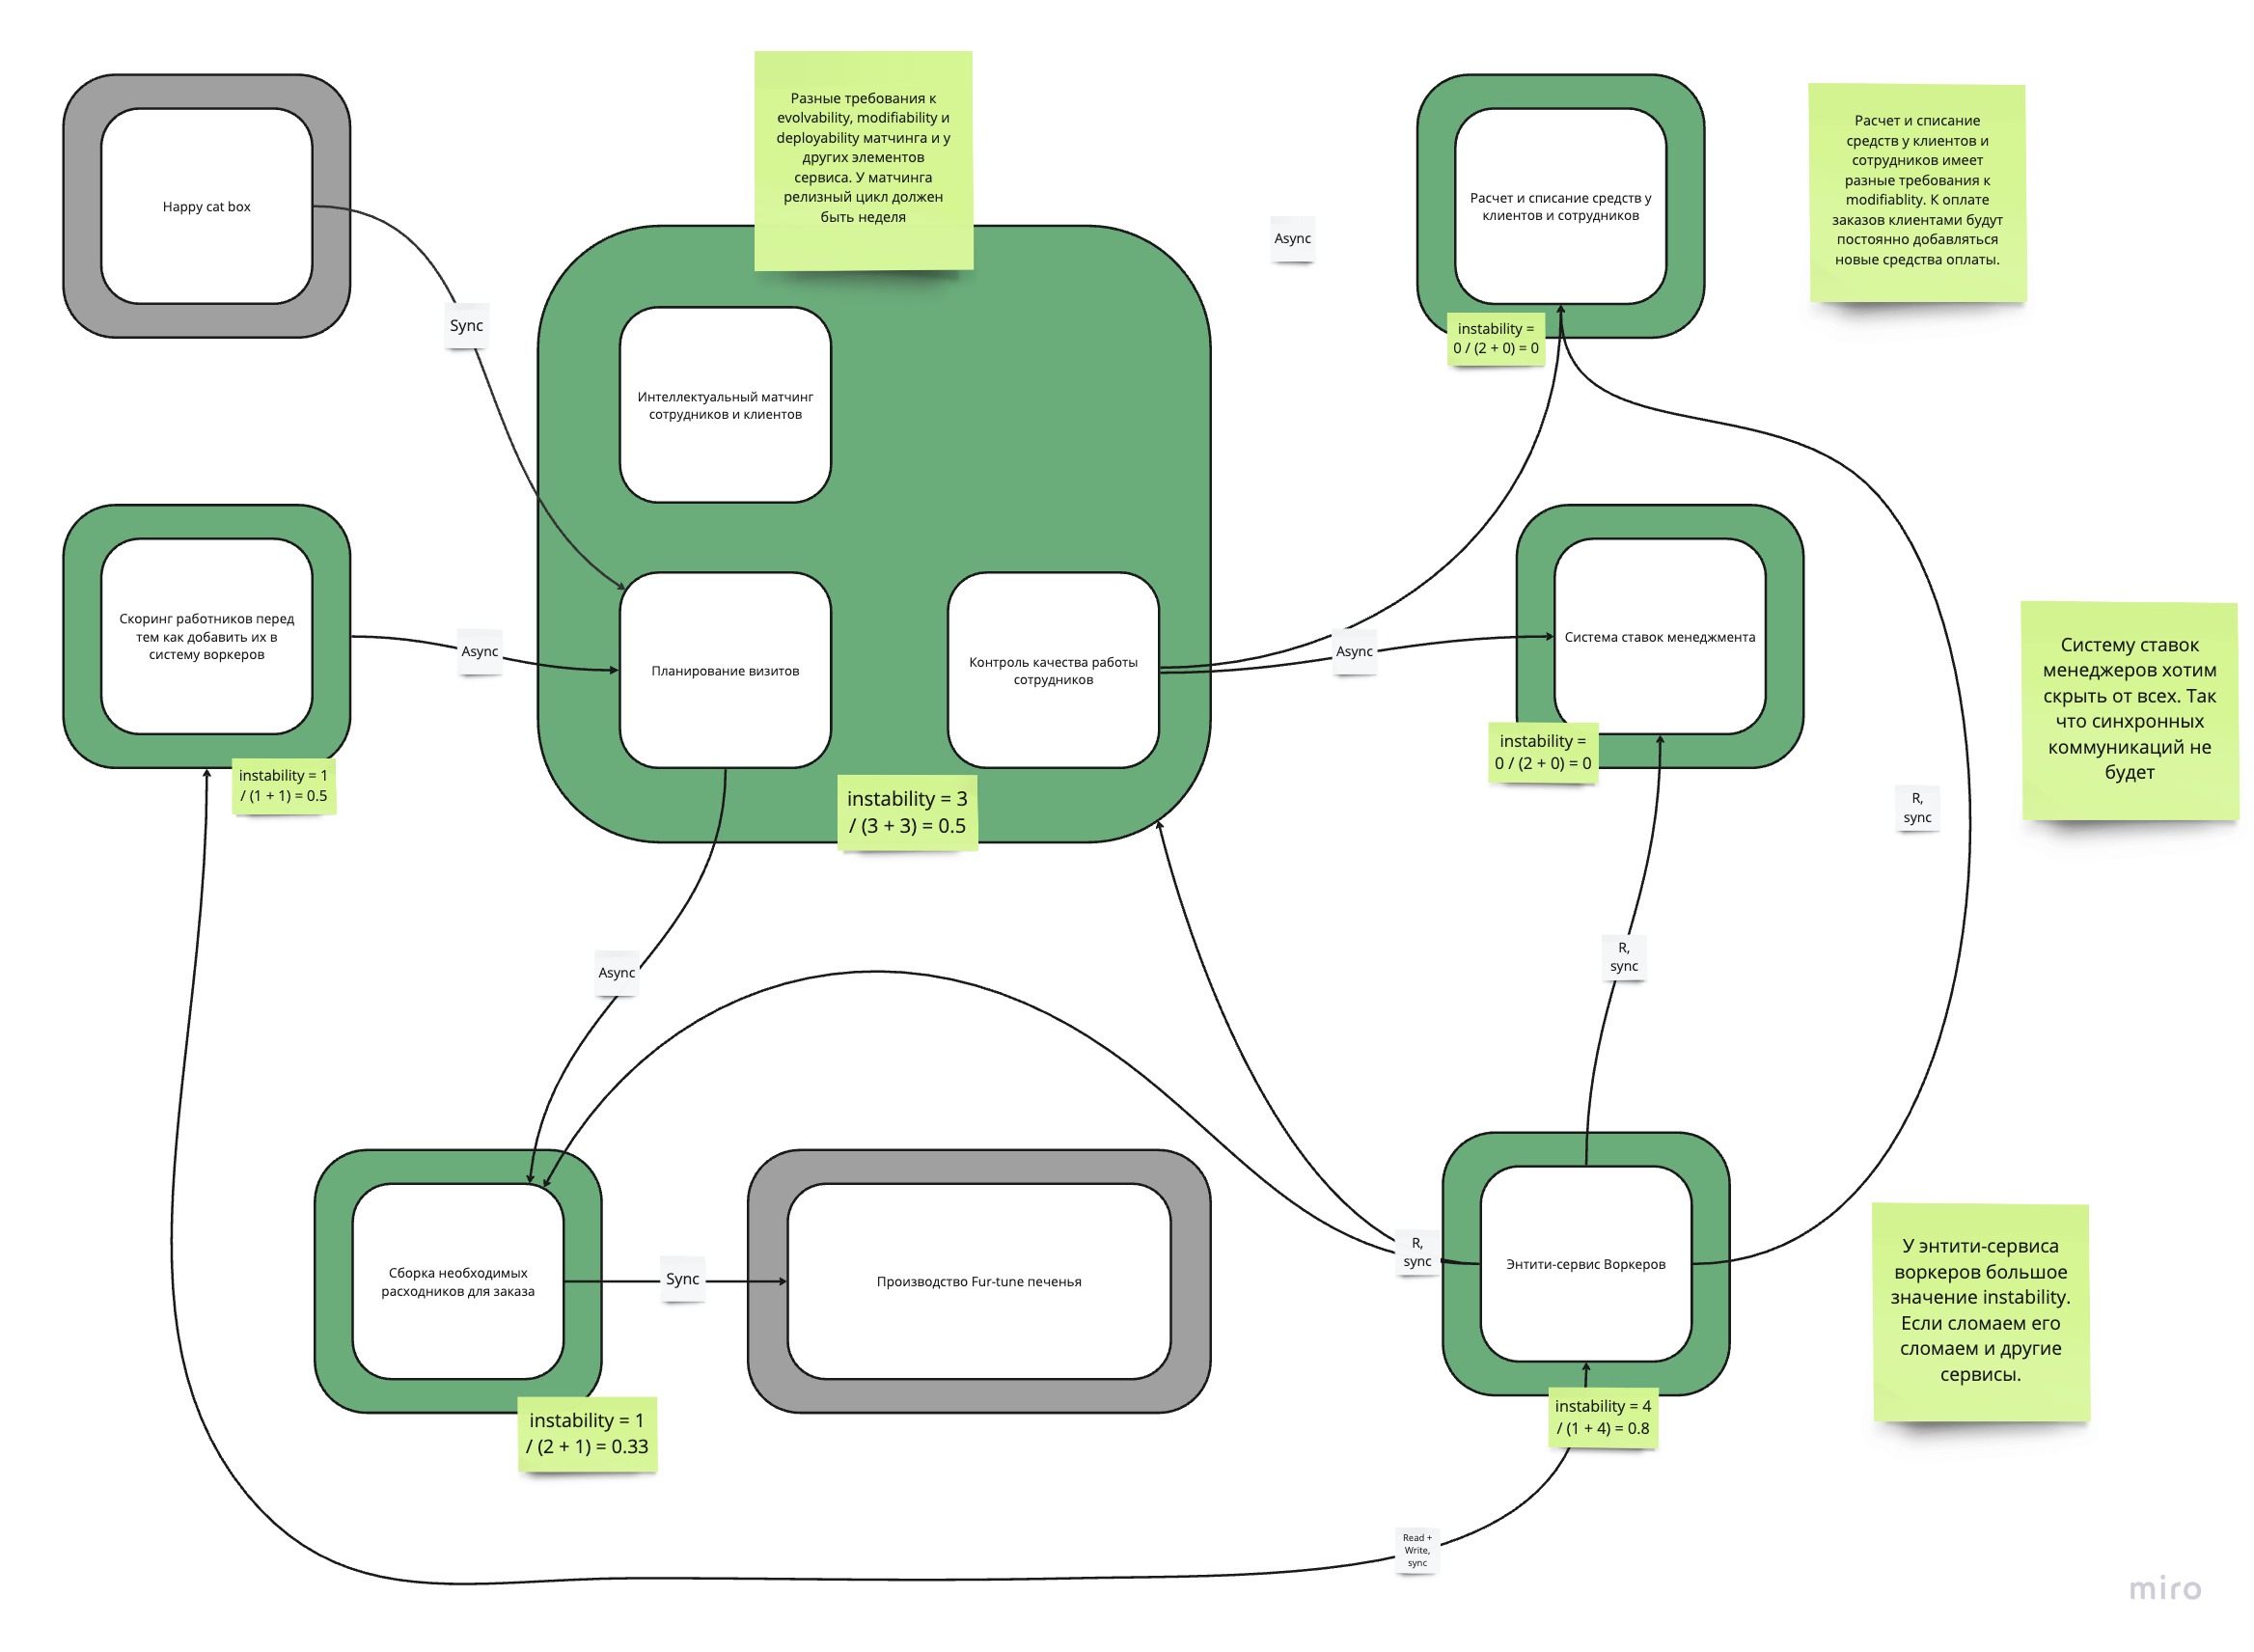 Happy cat box
Разные требования к
evolvability, modifiability и
deployability матчинга и у
других элементов
сервиса. У матчинга
релизный цикл должен
быть неделя
Async
Расчет и списание средств у
клиентов и сотрудников
instability =
0 / (2 + 0) = 0
Расчет и списание
средств у клиентов и
сотрудников имеет
разные требования к
modifiablity. К оплате
заказов клиентами будут
постоянно добавляться
новые средства оплаты.
Sync
Интеллектуальный матчинг
сотрудников и клиентов
Скоринг работников перед
тем как добавить их в
систему воркеров
instability = 1
/ (1 + 1) = 0.5
Async
Планирование визитов
Контроль качества работы
сотрудников
instability = 3
/ (3 + 3) = 0.5
Async
Система ставок менеджмента
instability =
0 / (2 + 0) = 0
Систему ставок
менеджеров хотим
скрыть от всех. Так
что синхронных
коммуникаций не
будет
R,
sync
R,
sync
Async
Сборка необходимых
расходников для заказа
instability = 1
/ (2 + 1) = 0.33
Sync
Производство Fur-tune печенья
R,
sync
Энтити-сервис Воркеров
instability = 4
/ (1 + 4) = 0.8
У энтити-сервиса
воркеров большое
значение instability.
Если сломаем его
сломаем и другие
сервисы.
Read +
Write,
sync
miro